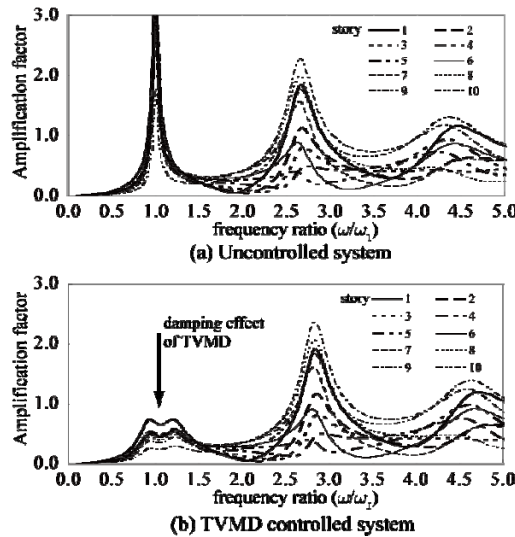 story 1 2
3 4
5 6
7 8
9 10
Amplification factor
3.0
2.0
1.0
0.0
0.0 0.5 1.0 1.5 2.0 2.5 3.0 3.5 4.0 4.5 5.0
frequency ratio (ω/ω₁)
(a) Uncontrolled system
damping effect
of TVMD
story 1 2
3 4
5 6
7 8
9 10
Amplification factor
3.0
2.0
1.0
0.0
0.0 0.5 1.0 1.5 2.0 2.5 3.0 3.5 4.0 4.5 5.0
frequency ratio (ω/ω₁)
(b) TVMD controlled system